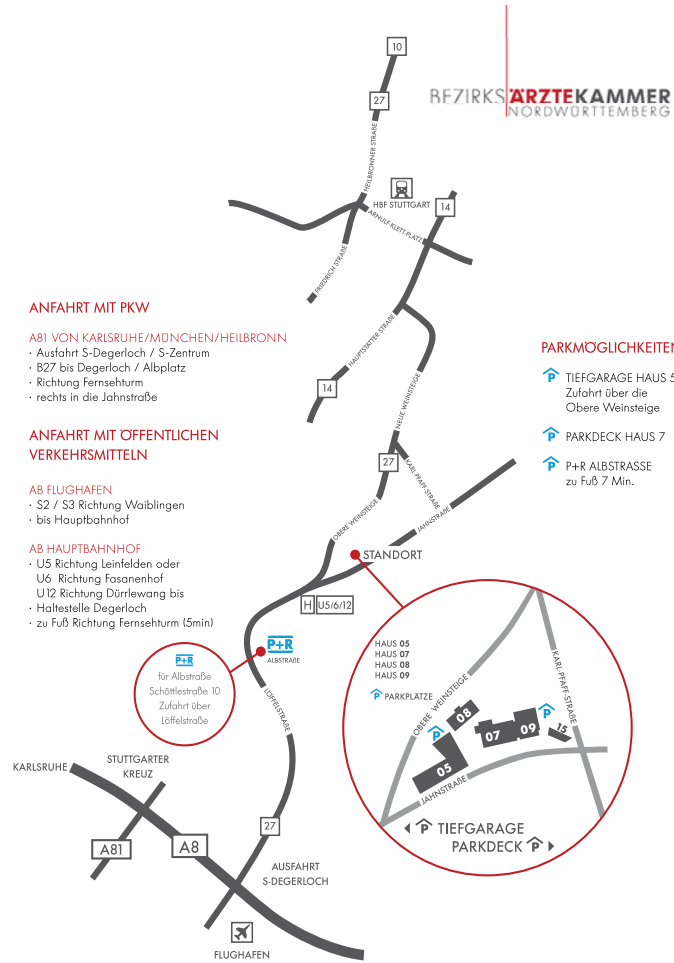 BEZIRKSÄRZTEKAMMER
NORDWÜRTTEMBERG
10
27
HEILBRONNER STRAßE
HBF STUTTGART
14
ARNULF-KLETT-PLATZ
FRIEDRICH STRAßE
ANFAHRT MIT PKW
A81 VON KARLSRUHE/MÜNCHEN/HEILBRONN
· Ausfahrt S-Degerloch / S-Zentrum
· B27 bis Degerloch / Albplatz
· Richtung Fernsehturm
· rechts in die Jahnstraße
HAUPTSTÄTTER STRAßE
14
NEUE WEINSTEIGE
PARKMÖGLICHKEITEN
P TIEFGARAGE HAUS 5
Zufahrt über die
Obere Weinsteige
P PARKDECK HAUS 7
P P+R ALBSTRASSE
zu Fuß 7 Min.
ANFAHRT MIT ÖFFENTLICHEN
VERKEHRSMITTELN
AB FLUGHAFEN
· S2 / S3 Richtung Waiblingen
· bis Hauptbahnhof
AB HAUPTBAHNHOF
· U5 Richtung Leinfelden oder
U6 Richtung Fasanenhof
U12 Richtung Dürrlewang bis
· Haltestelle Degerloch
· zu Fuß Richtung Fernsehturm (5min)
27
KARL-PFAFF-STRAßE
OBERE WEINSTEIGE
JAHNSTRAßE
STANDORT
H U5/6/12
P+R
ALBSTRAßE
P+R
für Albstraße
Schöttlestraße 10
Zufahrt über
Löffelstraße
LÖFFELSTRAßE
HAUS 05
HAUS 07
HAUS 08
HAUS 09
P PARKPLÄTZE
OBERE WEINSTEIGE
KARL-PFAFF-STRAßE
08
P
07
09
P
15
05
JAHNSTRAßE
P TIEFGARAGE
PARKDECK P
STUTTGARTER
KREUZ
KARLSRUHE
A81
A8
27
AUSFAHRT
S-DEGERLOCH
FLUGHAFEN